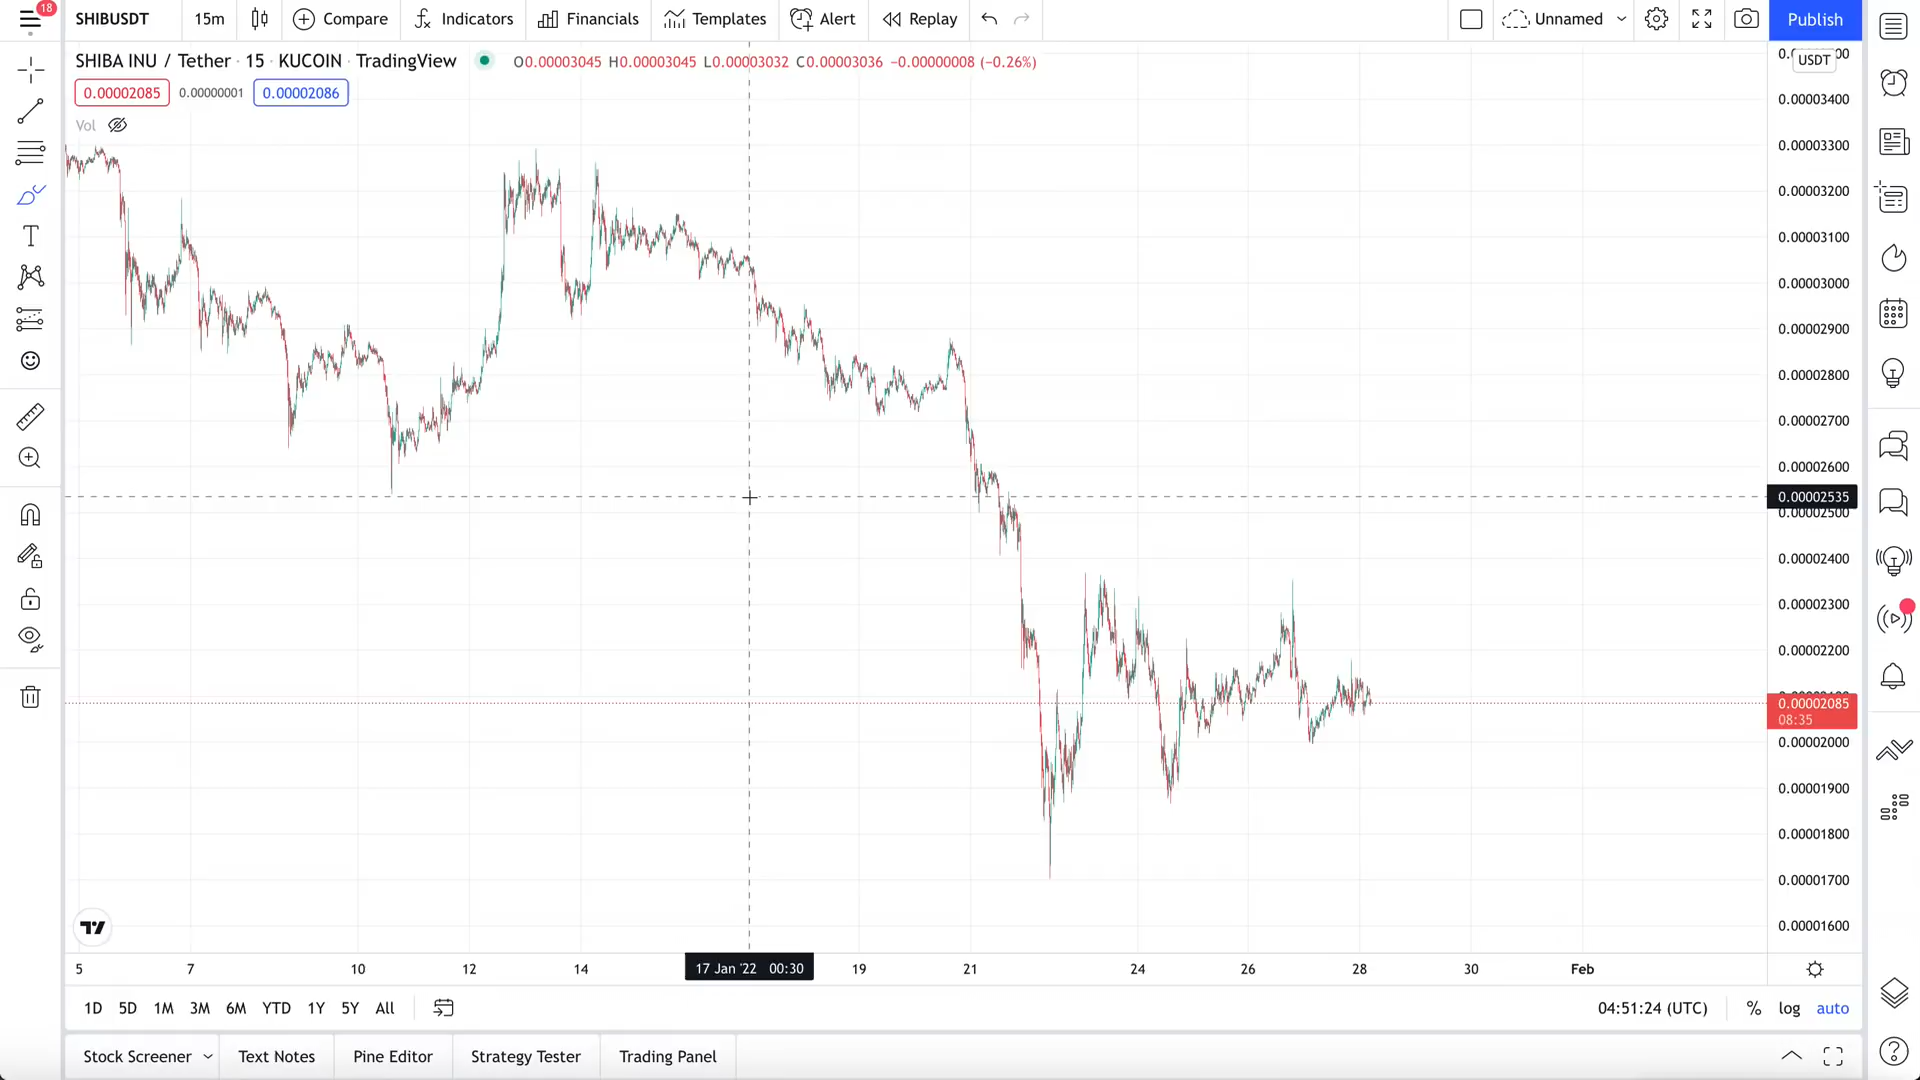 18
SHIBUSDT 15m Compare Indicators Financials Templates Alert Replay Unnamed Publish
SHIBA INU / Tether · 15 · KUCOIN · TradingView O0.00003045 H0.00003045 L0.00003032 C0.00003036 −0.00000008 (−0.26%)
USDT
0.00002085 0.00000001 0.00002086
Vol
0.00003400
0.00003300
0.00003200
0.00003100
0.00003000
0.00002900
0.00002800
0.00002700
0.00002600
0.00002535
0.00002500
0.00002400
0.00002300
0.00002200
0.00002085
08:35
0.00002000
0.00001900
0.00001800
0.00001700
0.00001600
5 7 10 12 14 17 Jan '22 00:30 19 21 24 26 28 30 Feb
1D 5D 1M 3M 6M YTD 1Y 5Y All 04:51:24 (UTC) % log auto
Stock Screener Text Notes Pine Editor Strategy Tester Trading Panel